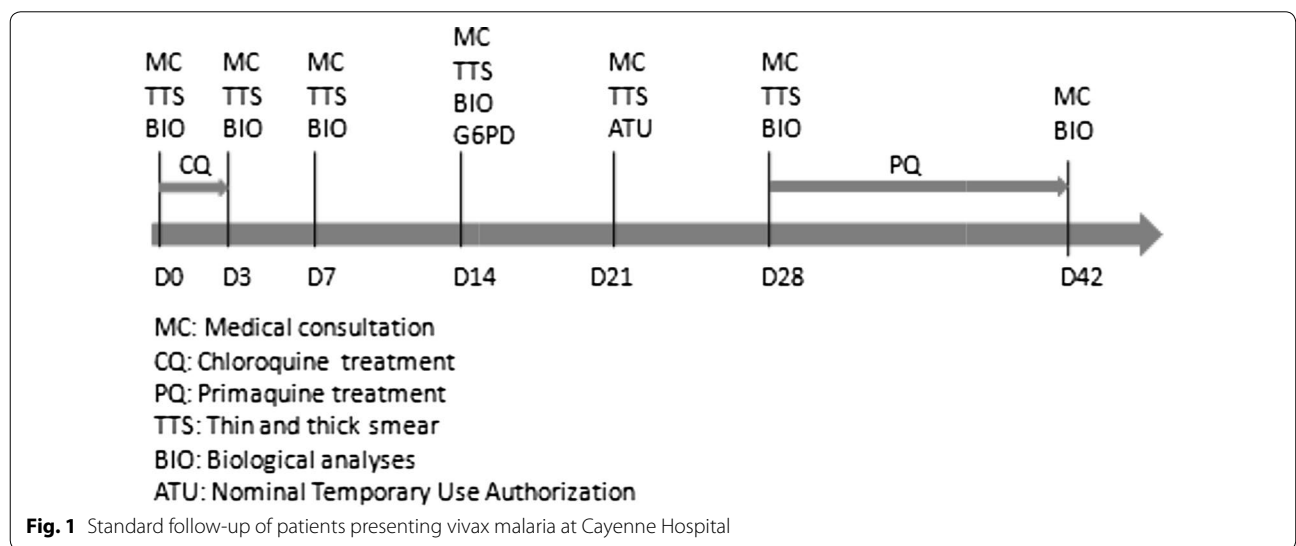 MC MC MC MC MC MC MC
TTS TTS TTS TTS TTS TTS BIO
BIO BIO BIO BIO ATU BIO
G6PD
CQ PQ
D0 D3 D7 D14 D21 D28 D42
MC: Medical consultation
CQ: Chloroquine treatment
PQ: Primaquine treatment
TTS: Thin and thick smear
BIO: Biological analyses
ATU: Nominal Temporary Use Authorization
Fig. 1 Standard follow-up of patients presenting vivax malaria at Cayenne Hospital